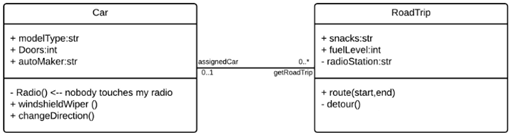 Car
+ modelType:str
+ Doors:int
+ autoMaker:str
- Radio() <-- nobody touches my radio
+ windshieldWiper ()
+ changeDirection()
assignedCar 0..*
0..1 getRoadTrip
RoadTrip
+ snacks:str
+ fuelLevel:int
- radioStation:str
+ route(start,end)
- detour()